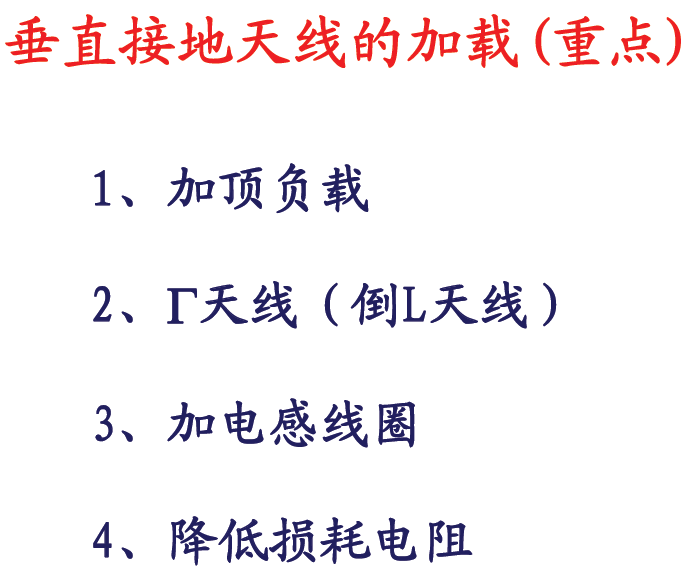 垂直接地天线的加载(重点)
1、加顶负载
2、Γ天线(倒L天线)
3、加电感线圈
4、降低损耗电阻